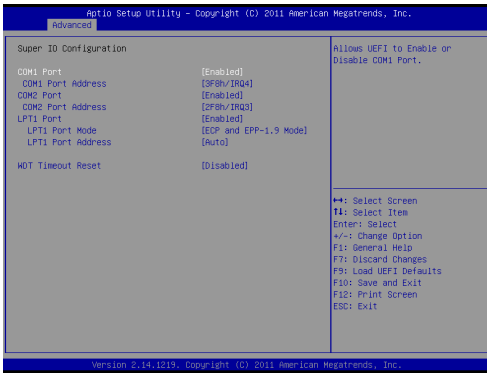 Aptio Setup Utility – Copyright (C) 2011 American Megatrends, Inc.
Advanced
Super IO Configuration
COM1 Port [Enabled]
COM1 Port Address [3F8h/IRQ4]
COM2 Port [Enabled]
COM2 Port Address [2F8h/IRQ3]
LPT1 Port [Enabled]
LPT1 Port Mode [ECP and EPP-1.9 Mode]
LPT1 Port Address [Auto]
WDT Timeout Reset [Disabled]
Allows UEFI to Enable or
Disable COM1 Port.
↔: Select Screen
↑↓: Select Item
Enter: Select
+/-: Change Option
F1: General Help
F7: Discard Changes
F9: Load UEFI Defaults
F10: Save and Exit
F12: Print Screen
ESC: Exit
Version 2.14.1219. Copyright (C) 2011 American Megatrends, Inc.